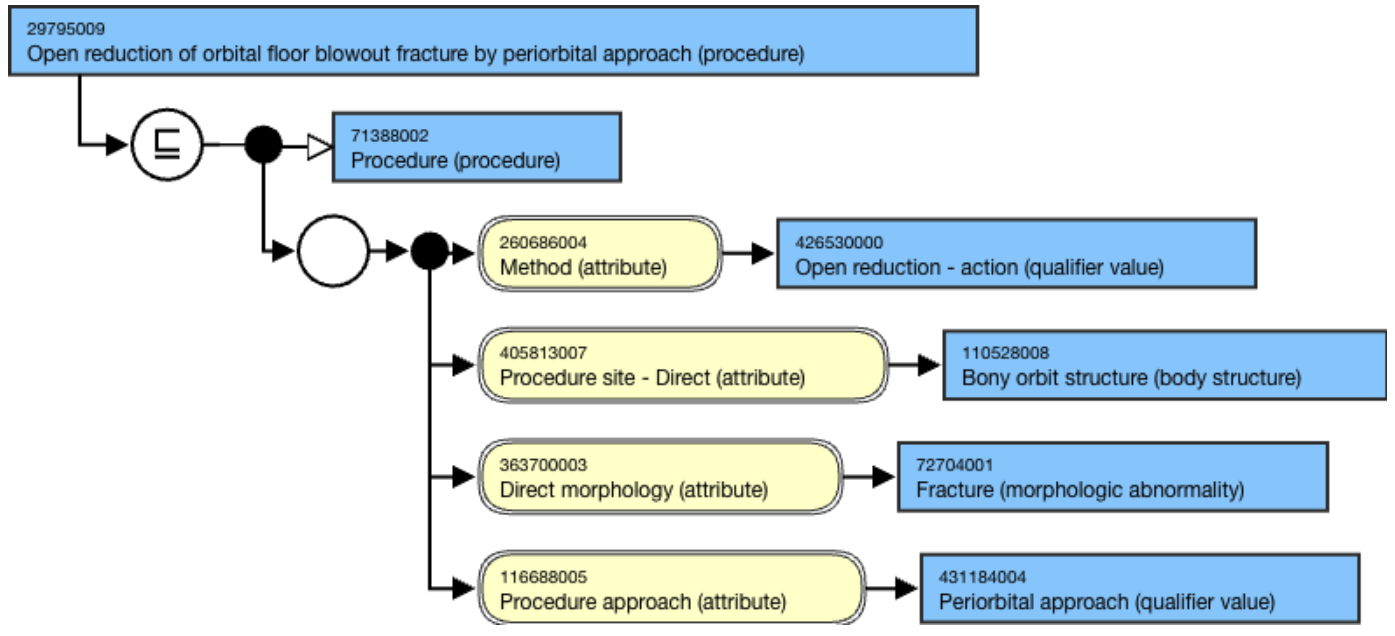 29795009
Open reduction of orbital floor blowout fracture by periorbital approach (procedure)
⊑
71388002
Procedure (procedure)
260686004
Method (attribute)
426530000
Open reduction - action (qualifier value)
405813007
Procedure site - Direct (attribute)
110528008
Bony orbit structure (body structure)
363700003
Direct morphology (attribute)
72704001
Fracture (morphologic abnormality)
116688005
Procedure approach (attribute)
431184004
Periorbital approach (qualifier value)